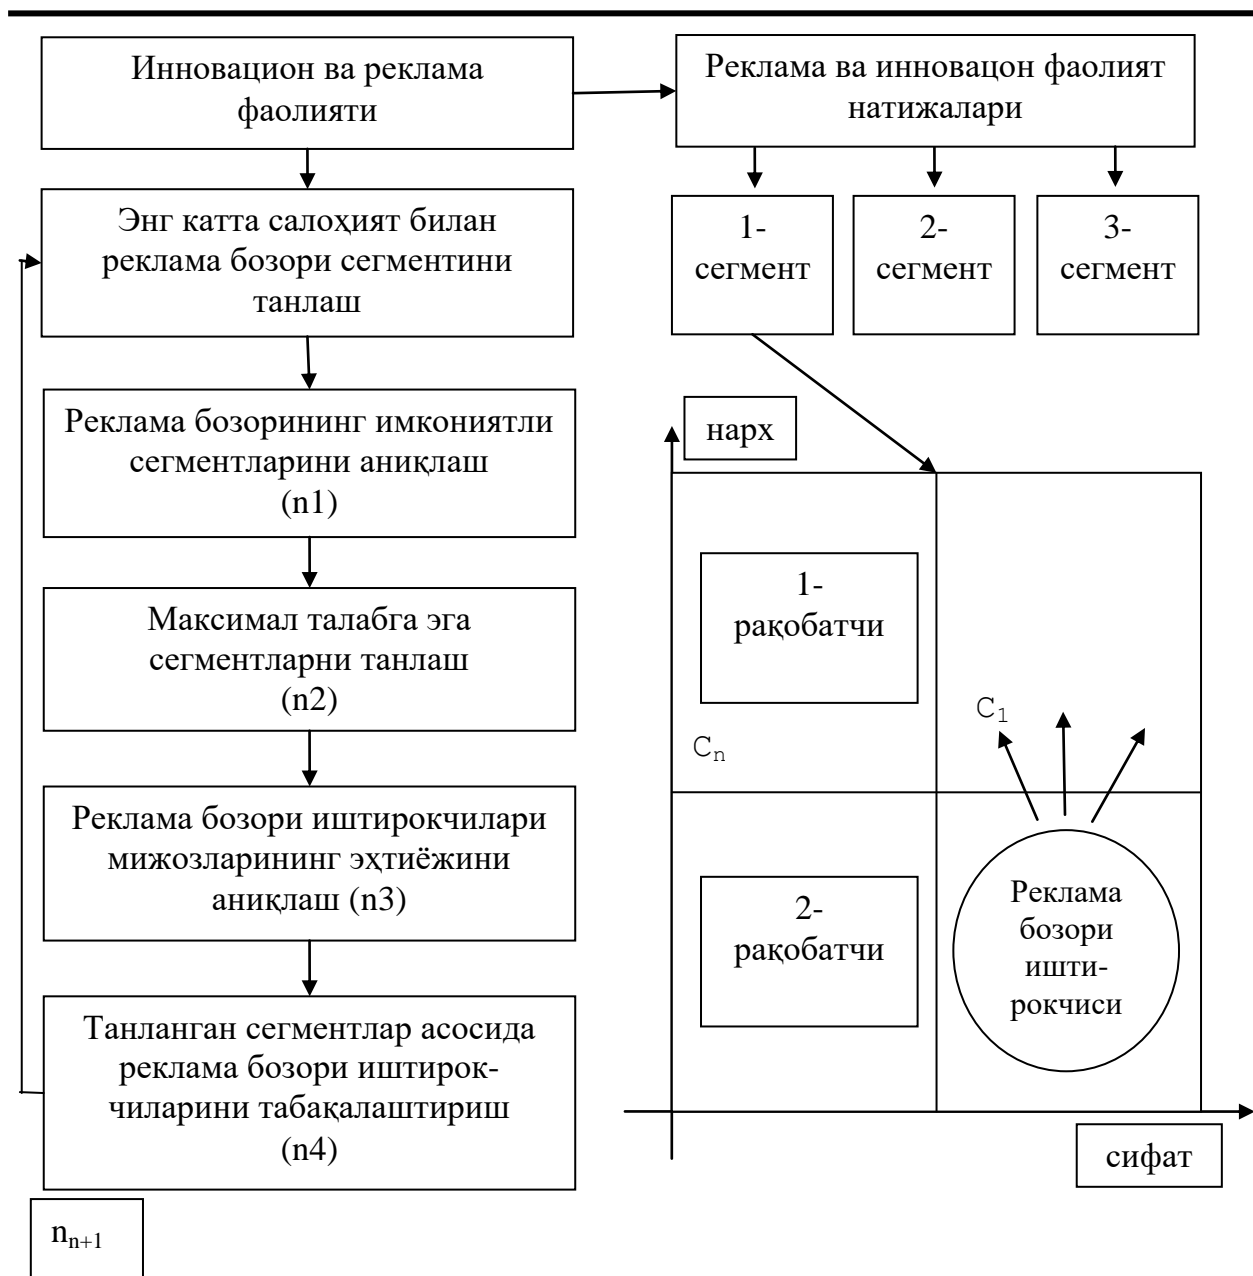 Инновацион ва реклама
фаолияти
Реклама ва инновацон фаолият
натижалари
Энг катта салоҳият билан
реклама бозори сегментини
танлаш
1-
сегмент
2-
сегмент
3-
сегмент
Реклама бозорининг имкониятли
сегментларини аниқлаш
(n1)
нарх
Максимал талабга эга
сегментларни танлаш
(n2)
1-
рақобатчи
C₁
Cₙ
Реклама бозори иштирокчилари
мижозларининг эҳтиёжини
аниқлаш (n3)
2-
рақобатчи
Реклама
бозори
ишти-
рокчиси
Танланган сегментлар асосида
реклама бозори иштирок-
чиларини табақалаштириш
(n4)
сифат
nₙ₊₁